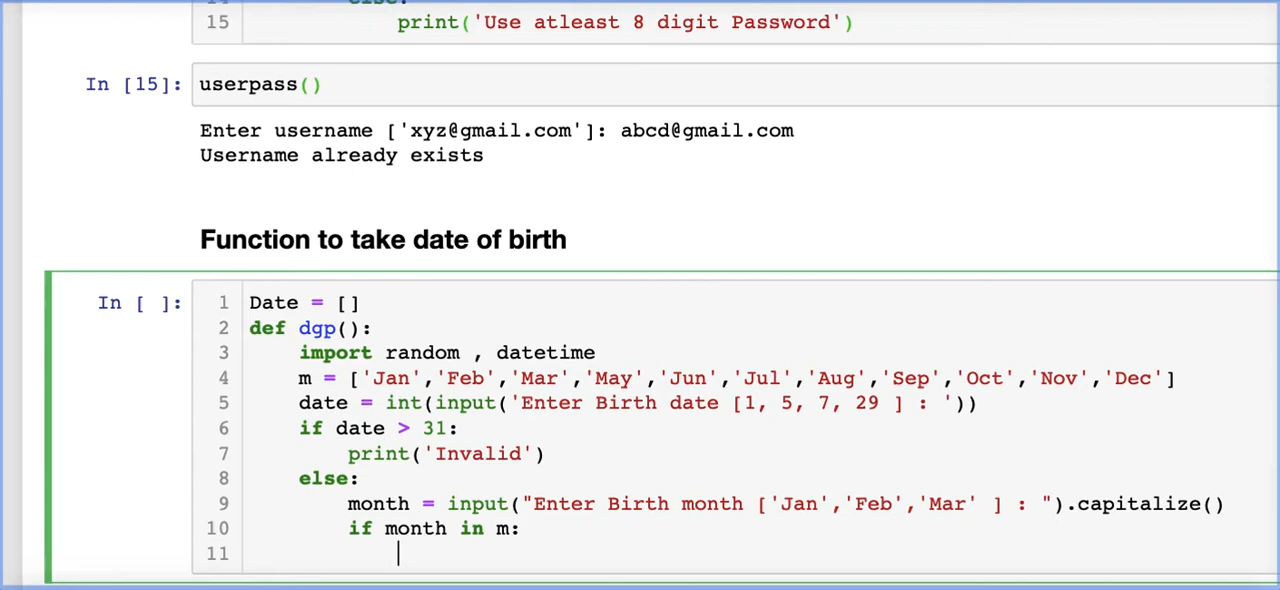 else:
15 print('Use atleast 8 digit Password')
In [15]: userpass()
Enter username ['xyz@gmail.com']: abcd@gmail.com
Username already exists
Function to take date of birth
In [ ]: 1 Date = []
2 def dgp():
3 import random , datetime
4 m = ['Jan','Feb','Mar','May','Jun','Jul','Aug','Sep','Oct','Nov','Dec']
5 date = int(input('Enter Birth date [1, 5, 7, 29 ] : '))
6 if date > 31:
7 print('Invalid')
8 else:
9 month = input("Enter Birth month ['Jan','Feb','Mar' ] : ").capitalize()
10 if month in m:
11